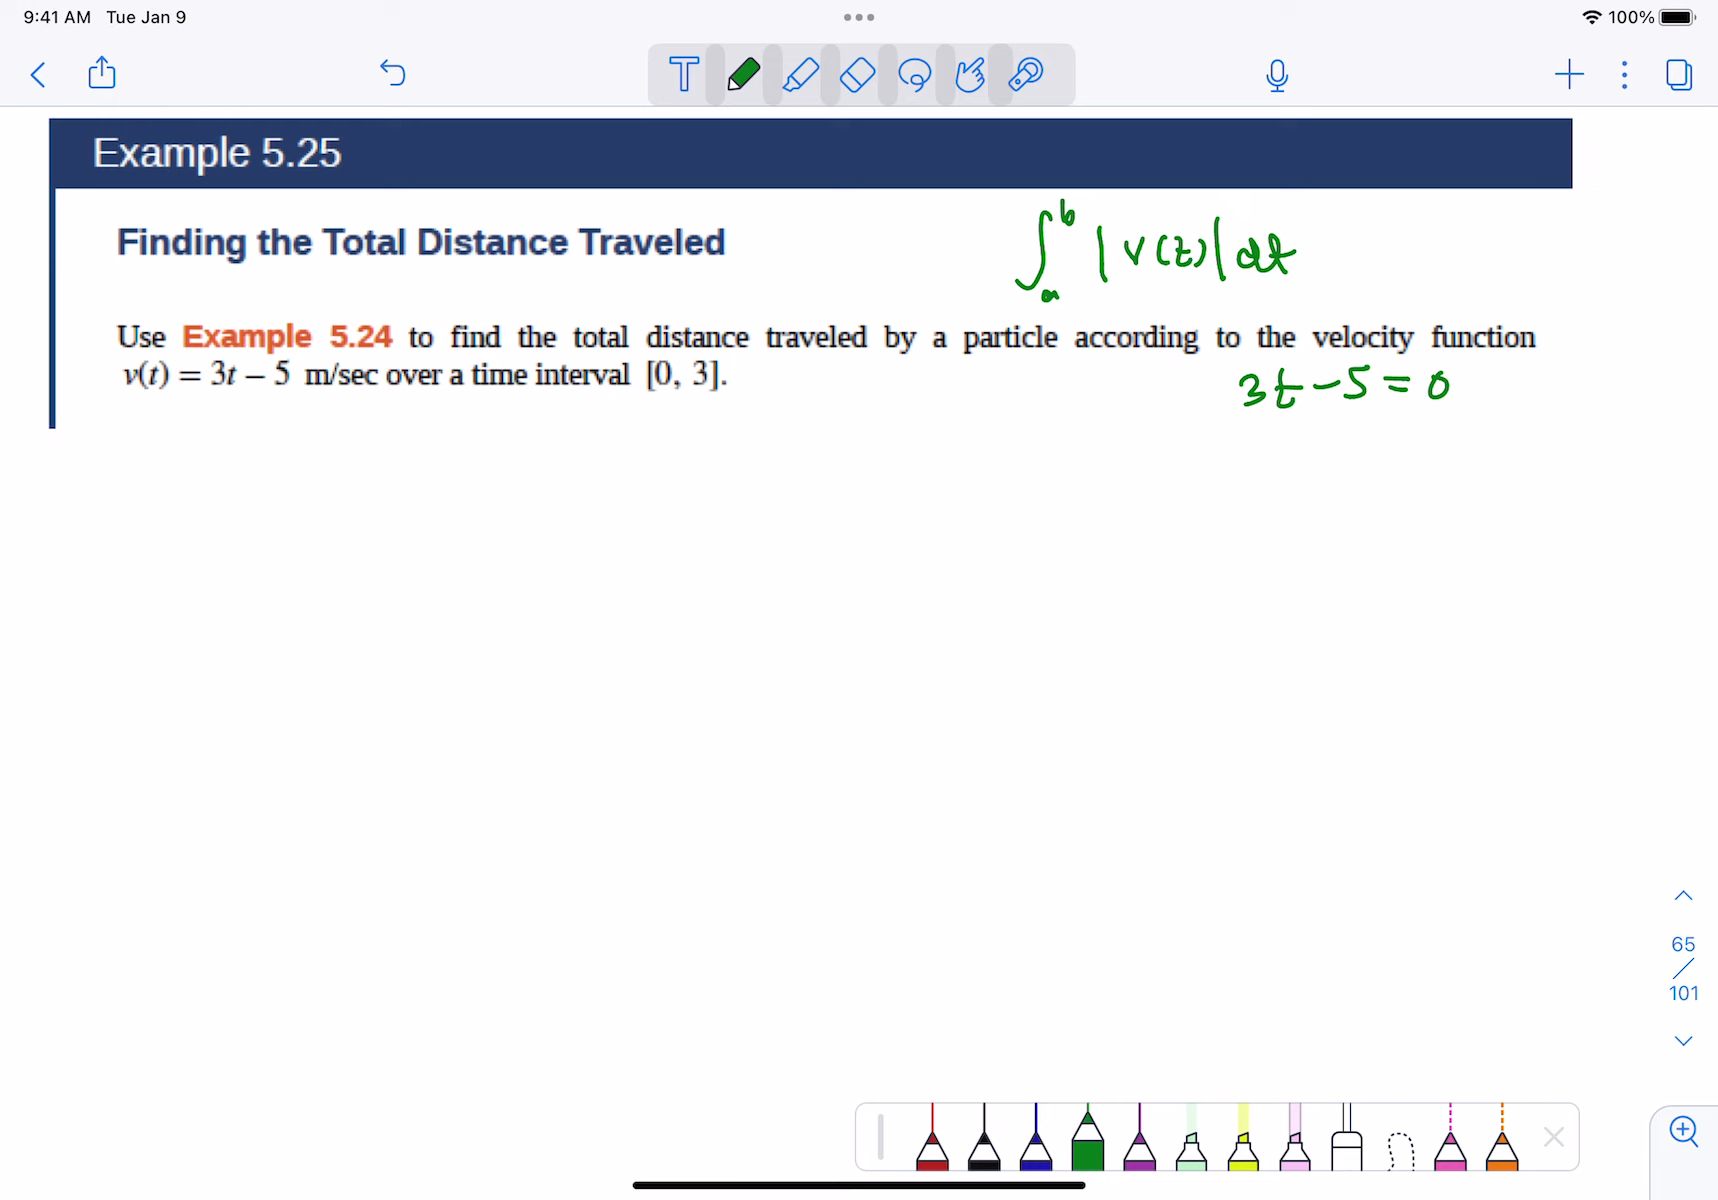 9:41 AM Tue Jan 9
100%
Example 5.25
Finding the Total Distance Traveled
∫ₐᵇ |v(t)| dt
Use Example 5.24 to find the total distance traveled by a particle according to the velocity function
v(t) = 3t – 5 m/sec over a time interval [0, 3].
3t – 5 = 0
65
/
101